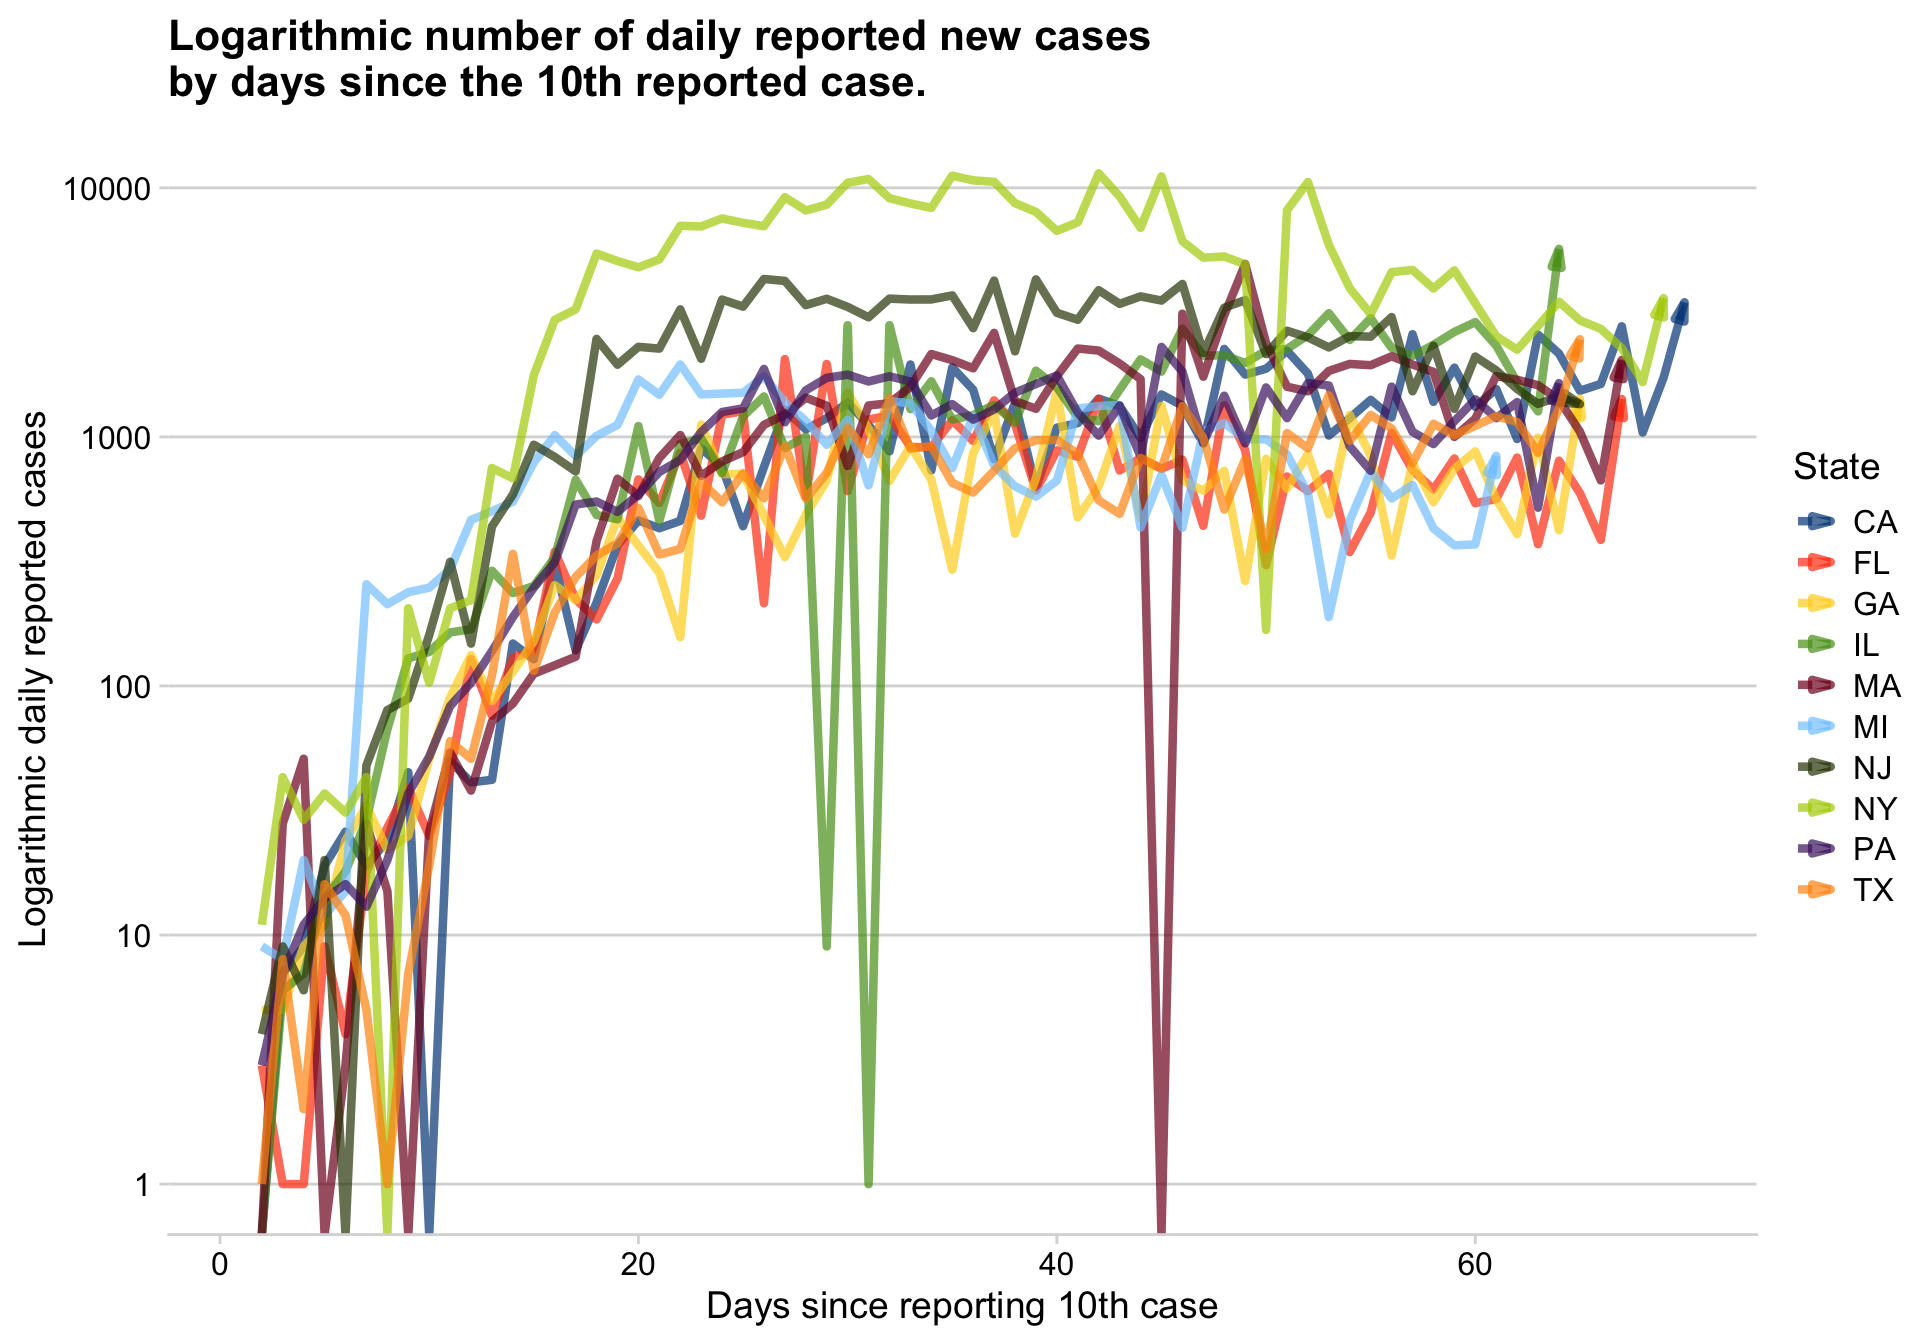 Logarithmic number of daily reported new cases
by days since the 10th reported case.
10000
1000
100
10
1
Logarithmic daily reported cases
0
20
40
60
Days since reporting 10th case
State
CA
FL
GA
IL
MA
MI
NJ
NY
PA
TX